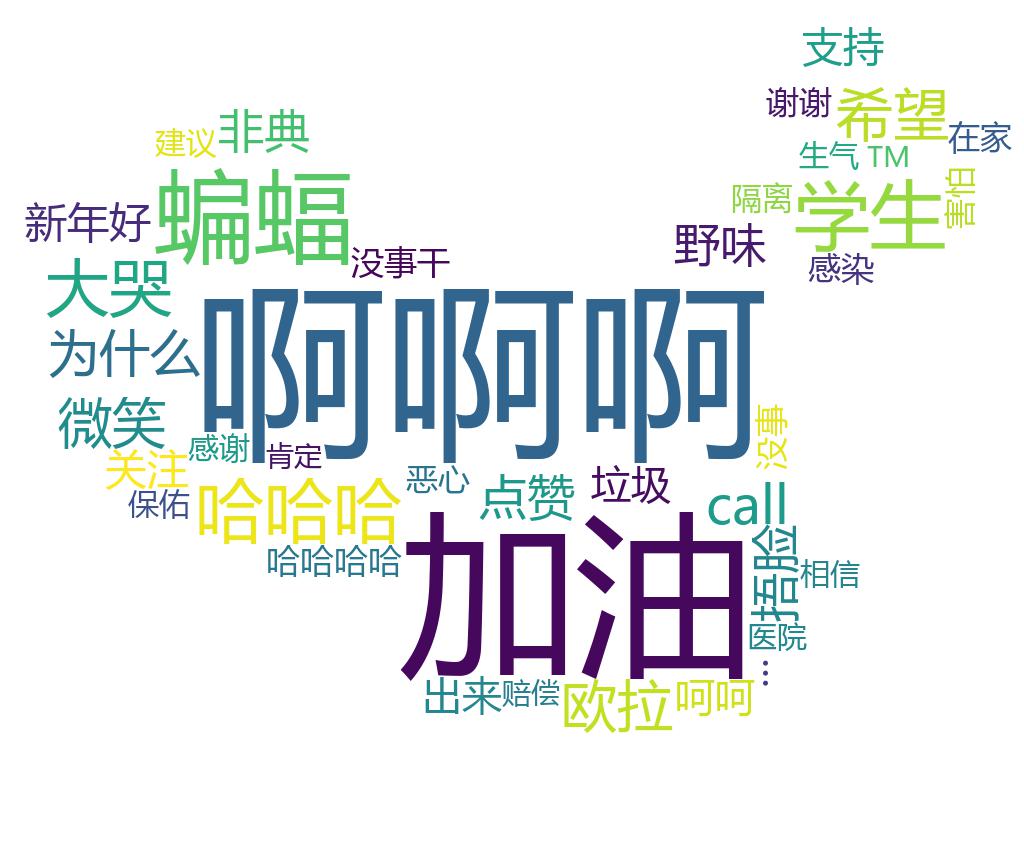 支持
谢谢
希望
非典
建议
在家
生气
TM
蝙蝠
隔离
学生
害怕
新年好
野味
没事干
感染
大哭
啊啊啊
为什么
微笑
没事
感谢
肯定
关注
恶心
垃圾
点赞
保佑
哈哈哈
call
加油
捂脸
哈哈哈哈
相信
医院
...
出来
赔偿
欧拉
呵呵